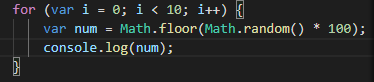 for (var i = 0; i < 10; i++) {
    var num = Math.floor(Math.random() * 100);
    console.log(num);
}